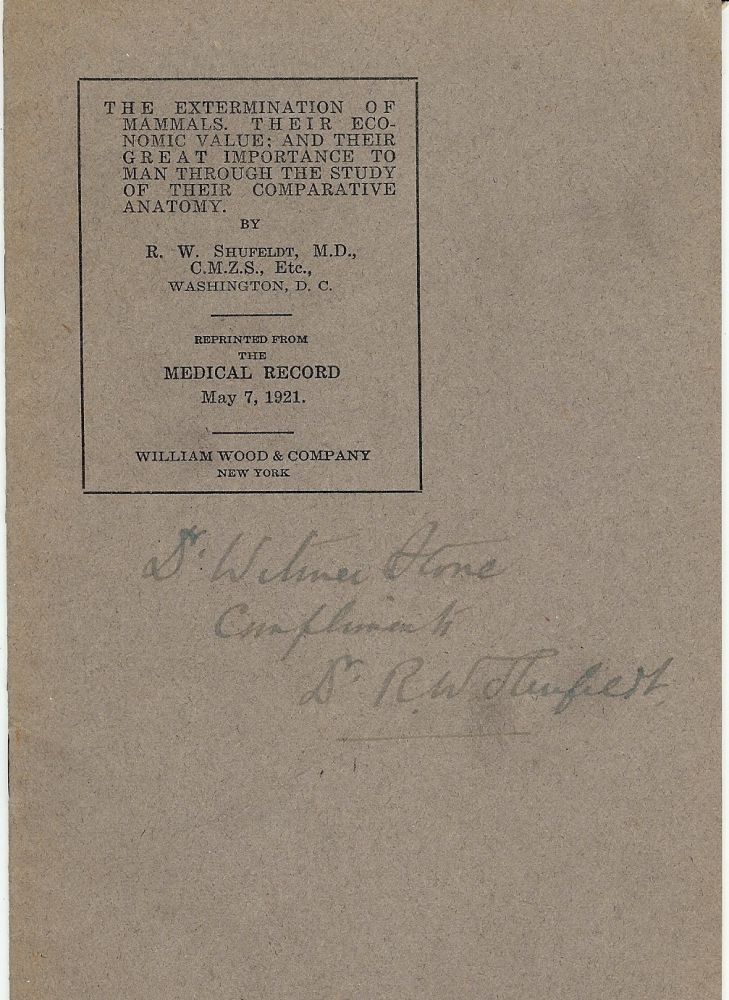 THE EXTERMINATION OF
MAMMALS. THEIR ECO-
NOMIC VALUE; AND THEIR
GREAT IMPORTANCE TO
MAN THROUGH THE STUDY
OF THEIR COMPARATIVE
ANATOMY.
BY
R. W. SHUFELDT, M.D.,
C.M.Z.S., Etc.,
WASHINGTON, D. C.
REPRINTED FROM
THE
MEDICAL RECORD
May 7, 1921.
WILLIAM WOOD & COMPANY
NEW YORK
Dr. Witmer Stone
Compliments
Dr. R. W. Shufeldt.